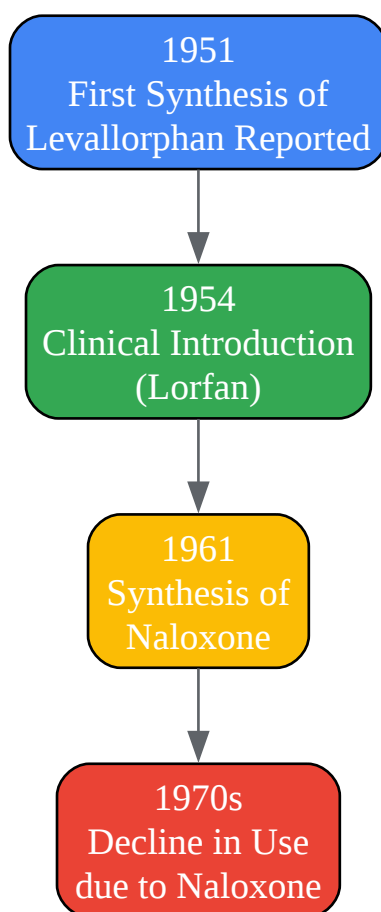 1951
First Synthesis of
Levallorphan Reported
1954
Clinical Introduction
(Lorfan)
1961
Synthesis of
Naloxone
1970s
Decline in Use
due to Naloxone